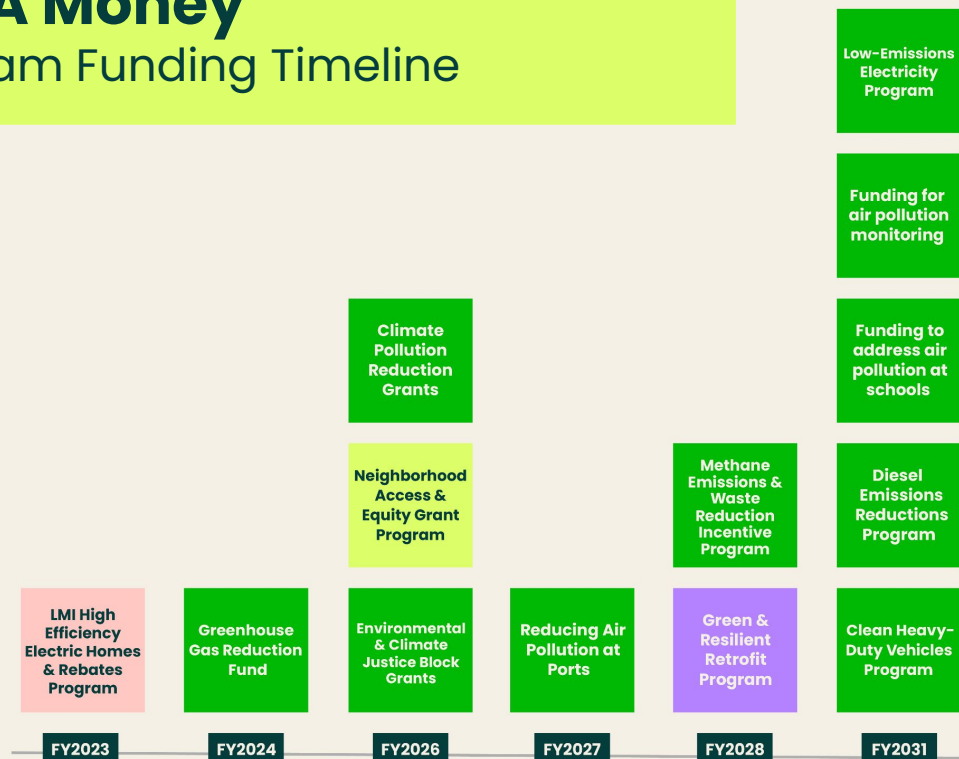 A Money
am Funding Timeline
Low-Emissions
Electricity
Program
Funding for
air pollution
monitoring
Climate
Pollution
Reduction
Grants
Funding to
address air
pollution at
schools
Neighborhood
Access &
Equity Grant
Program
Methane
Emissions &
Waste
Reduction
Incentive
Program
Diesel
Emissions
Reductions
Program
LMI High
Efficiency
Electric Homes
& Rebates
Program
Greenhouse
Gas Reduction
Fund
Environmental
& Climate
Justice Block
Grants
Reducing Air
Pollution at
Ports
Green &
Resilient
Retrofit
Program
Clean Heavy-
Duty Vehicles
Program
FY2023
FY2024
FY2026
FY2027
FY2028
FY2031